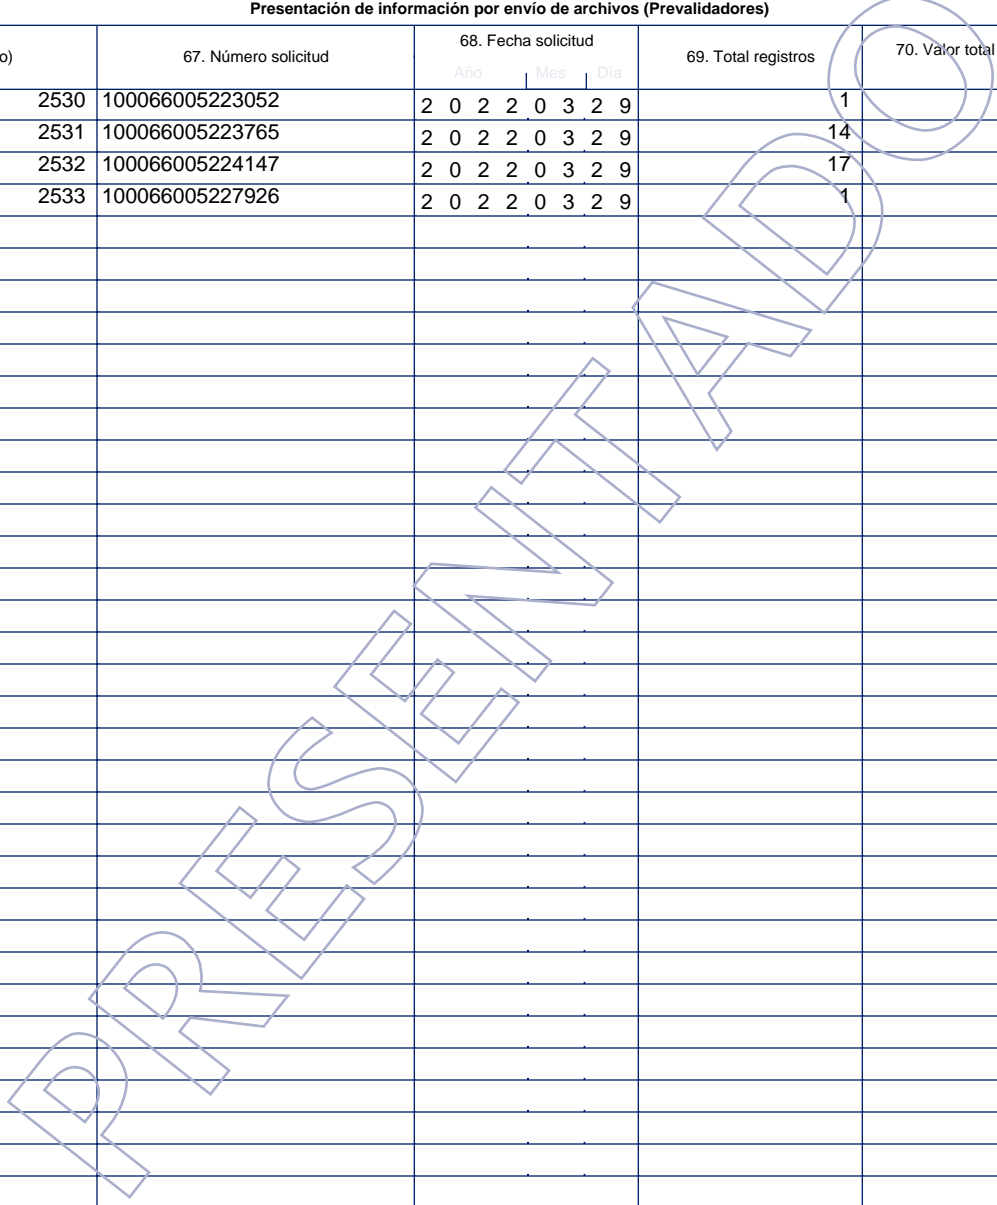 Presentación de información por envío de archivos (Prevalidadores)
o) 67. Número solicitud 68. Fecha solicitud 69. Total registros 70. Valor total
Año Mes Día
2530 100066005223052 2 0 2 2 0 3 2 9 1
2531 100066005223765 2 0 2 2 0 3 2 9 14
2532 100066005224147 2 0 2 2 0 3 2 9 17
2533 100066005227926 2 0 2 2 0 3 2 9 1
PRESENTADO